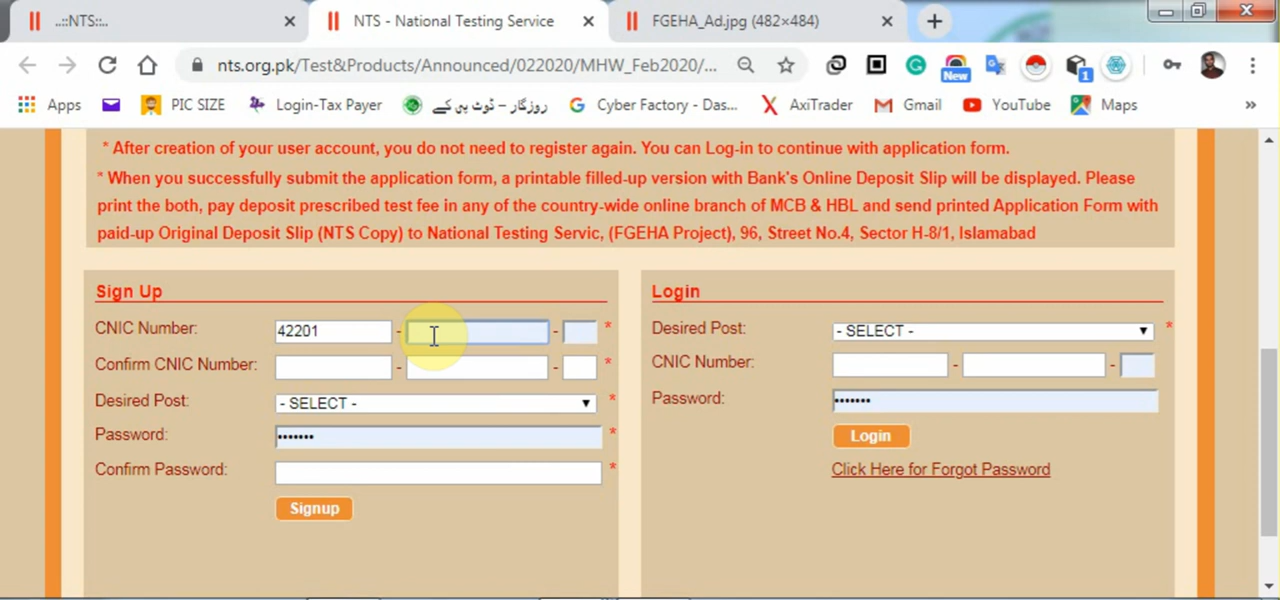 ..::NTS::..
NTS - National Testing Service
FGEHA_Ad.jpg (482×484)
nts.org.pk/Test&Products/Announced/022020/MHW_Feb2020/...
New
1
Apps
PIC SIZE
Login-Tax Payer
روزگار – ٹوٹ ہی کے
Cyber Factory - Das...
AxiTrader
Gmail
YouTube
Maps
»
* After creation of your user account, you do not need to register again. You can Log-in to continue with application form.
* When you successfully submit the application form, a printable filled-up version with Bank's Online Deposit Slip will be displayed. Please
print the both, pay deposit prescribed test fee in any of the country-wide online branch of MCB & HBL and send printed Application Form with
paid-up Original Deposit Slip (NTS Copy) to National Testing Servic, (FGEHA Project), 96, Street No.4, Sector H-8/1, Islamabad
Sign Up
CNIC Number: 42201 - - *
Confirm CNIC Number: - - *
Desired Post: - SELECT - *
Password: ••••••• *
Confirm Password: *
Signup
Login
Desired Post: - SELECT - *
CNIC Number: - -
Password: •••••••
Login
Click Here for Forgot Password